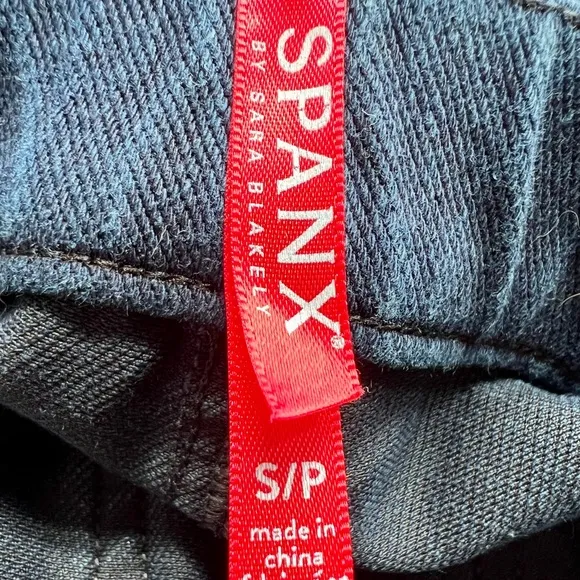 SPANX®
BY SARA BLAKELY
S/P
made in
china